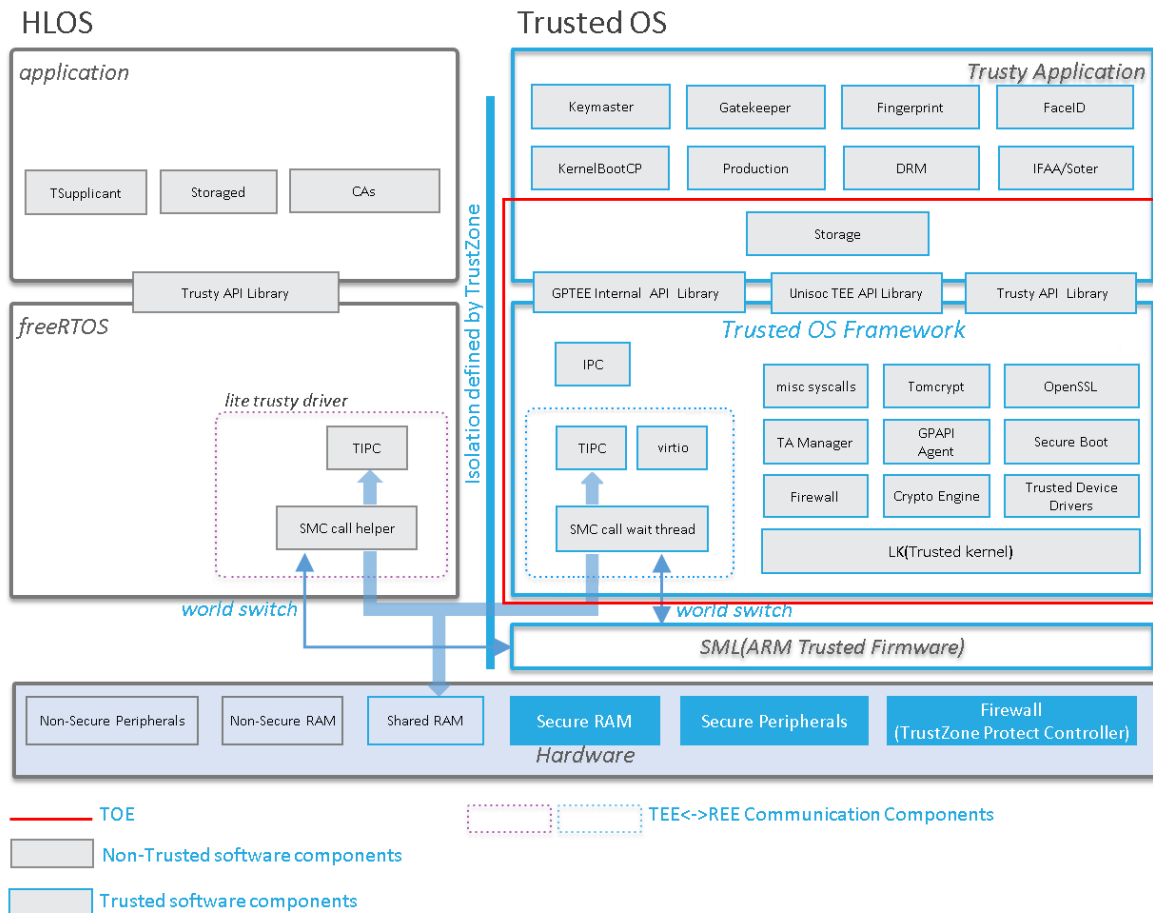 HLOS
Trusted OS
application
Trusty Application
Keymaster
Gatekeeper
Fingerprint
FaceID
KernelBootCP
Production
DRM
IFAA/Soter
TSupplicant
Storaged
CAs
Storage
Isolation defined by TrustZone
Trusty API Library
GPTEE Internal API Library
Unisoc TEE API Library
Trusty API Library
freeRTOS
Trusted OS Framework
IPC
misc syscalls
Tomcrypt
OpenSSL
lite trusty driver
TIPC
TIPC
virtio
TA Manager
GPAPI
Agent
Secure Boot
Firewall
Crypto Engine
Trusted Device
Drivers
SMC call helper
SMC call wait thread
LK(Trusted kernel)
world switch
world switch
SML(ARM Trusted Firmware)
Non-Secure Peripherals
Non-Secure RAM
Shared RAM
Secure RAM
Secure Peripherals
Firewall
(TrustZone Protect Controller)
Hardware
TOE
TEE<->REE Communication Components
Non-Trusted software components
Trusted software components